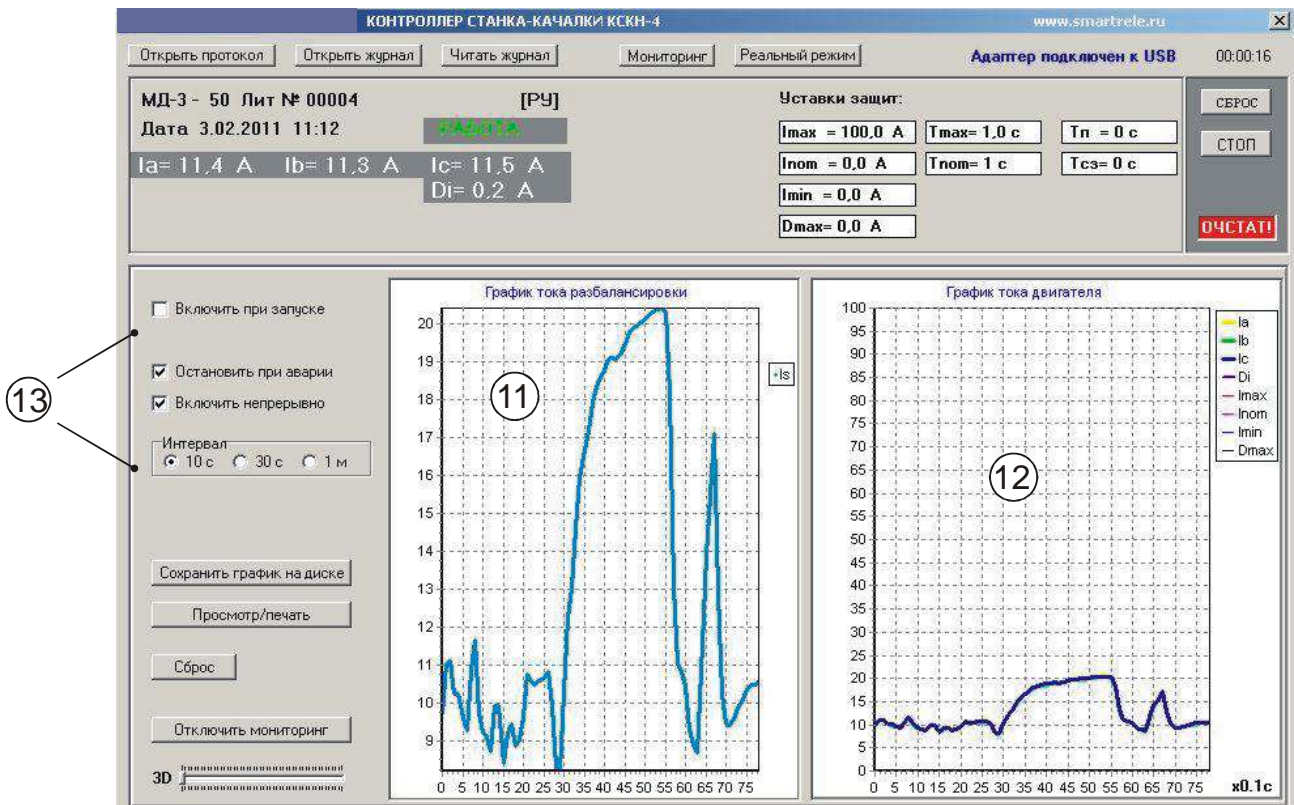 КОНТРОЛЛЕР СТАНКА-КАЧАЛКИ КСКН-4 www.smartrele.ru
Открыть протокол Открыть журнал Читать журнал Мониторинг Реальный режим Адаптер подключен к USB 00:00:16
МД-3 - 50 Лит № 00004 [РУ] Уставки защит: СБРОС
Дата 3.02.2011 11:12 РАБОТА Imax = 100,0 A Tmax= 1,0 с Тп = 0 с СТОП
Ia= 11,4 A Ib= 11,3 A Ic= 11,5 A Inom = 0,0 A Tnom= 1 с Тсз= 0 с
Di= 0,2 A Imin = 0,0 A
Dmax= 0,0 A ОЧСТАТ!
График тока разбалансировки График тока двигателя
Включить при запуске
Остановить при аварии
Включить непрерывно
Интервал
10 с 30 с 1 м
Сохранить график на диске
Просмотр/печать
Сброс
Отключить мониторинг
3D
13
11
20
19
18
17
16
15
14
13
12
11
10
9
0 5 10 15 20 25 30 35 40 45 50 55 60 65 70 75
Is
12
100
95
90
85
80
75
70
65
60
55
50
45
40
35
30
25
20
15
10
5
0
0 5 10 15 20 25 30 35 40 45 50 55 60 65 70 75
x0.1с
Ia
Ib
Ic
Di
Imax
Inom
Imin
Dmax